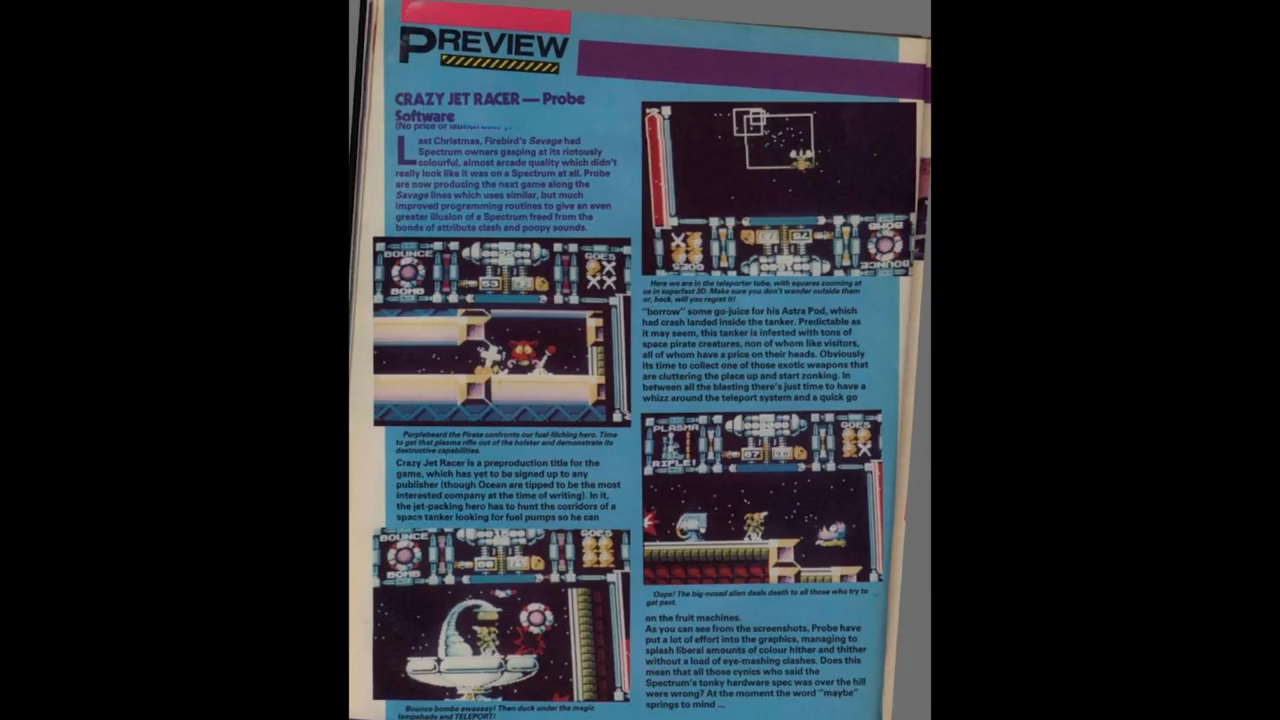 PREVIEW
CRAZY JET RACER — Probe
Software
(No price or launch
Last Christmas, Firebird's Savage had
Spectrum owners gasping at its riotously
colourful, almost arcade quality which didn't
really look like it was on a Spectrum at all. Probe
are now producing the next game along the
Savage lines which uses similar, but much
improved programming routines to give an even
greater illusion of a Spectrum freed from the
bonds of attribute clash and poopy sounds.
BOUNCE
GOES
BOMB
53
Purplebeard the Pirate confronts our fuel-filching hero. Time
to get that plasma rifle out of the holster and demonstrate its
destructive capabilities.
Crazy Jet Racer is a preproduction title for the
game, which has yet to be signed up to any
publisher (though Ocean are tipped to be the most
interested company at the time of writing). In it,
the jet-packing hero has to hunt the corridors of a
space tanker looking for fuel pumps so he can
BOUNCE
GOES
BOMB
Bounce bombs awaaaay! Then duck under the magic
lampshade and TELEPORT!
BOMB
BOUNCE
GOES
Here we are in the teleporter tube, with squares zooming at
us in superfast 3D. Make sure you don't wander outside them
or, heck, will you regret it!
"borrow" some go-juice for his Astra Pod, which
had crash landed inside the tanker. Predictable as
it may seem, this tanker is infested with tons of
space pirate creatures, non of whom like visitors,
all of whom have a price on their heads. Obviously
its time to collect one of those exotic weapons that
are cluttering the place up and start zonking. In
between all the blasting there's just time to have a
whizz around the teleport system and a quick go
PLASMA
GOES
RIFLE!
87
Oops! The big-nosed alien deals death to all those who try to
get past.
on the fruit machines.
As you can see from the screenshots, Probe have
put a lot of effort into the graphics, managing to
splash liberal amounts of colour hither and thither
without a load of eye-mashing clashes. Does this
mean that all those cynics who said the
Spectrum's tonky hardware spec was over the hill
were wrong? At the moment the word "maybe"
springs to mind ...